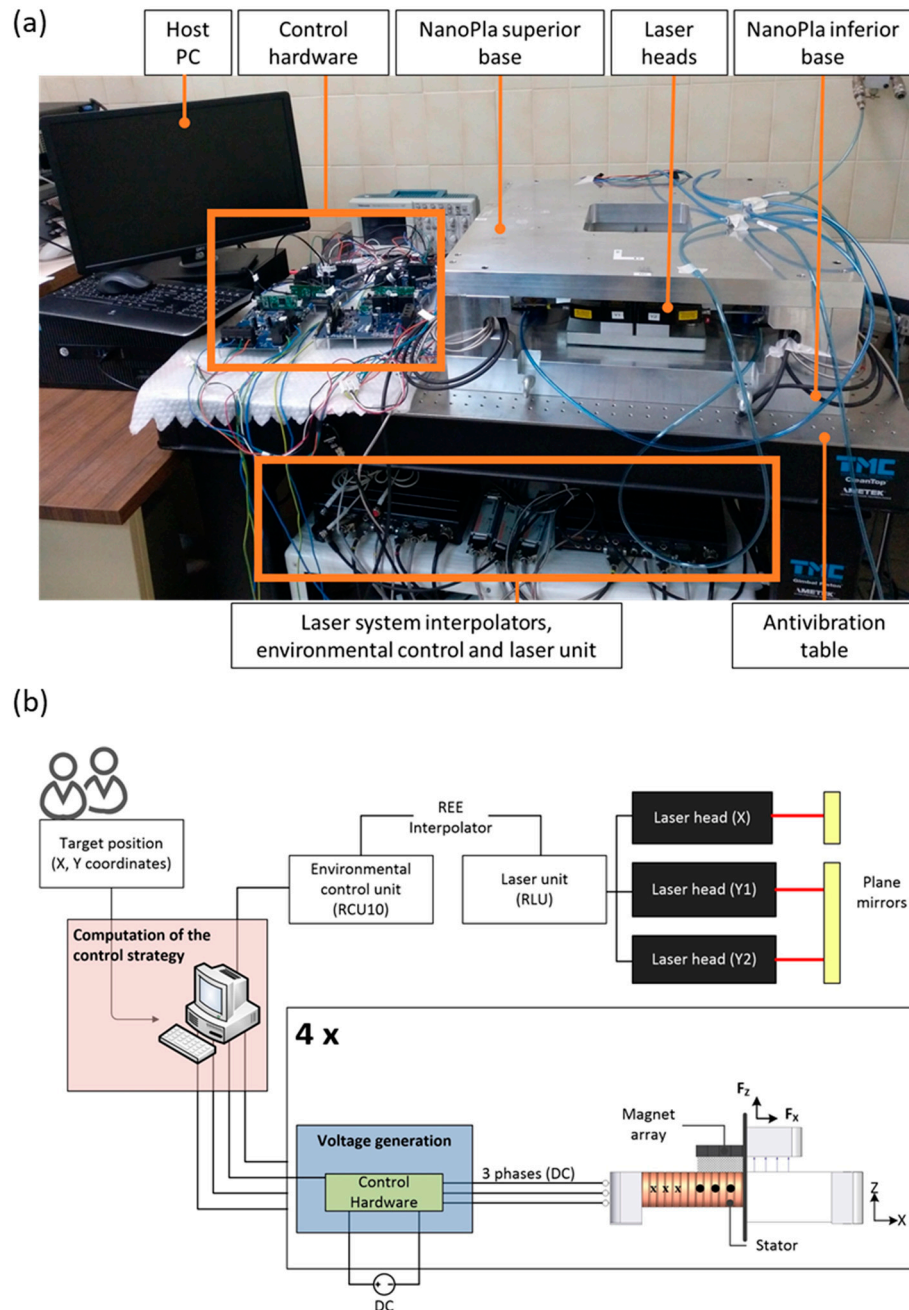 (a)
Host
PC
Control
hardware
NanoPla superior
base
Laser
heads
NanoPla inferior
base
TMC
CleanTop
AMETEK
TMC
AMETEK
Laser system interpolators,
environmental control and laser unit
Antivibration
table
(b)
Target position
(X, Y coordinates)
REE
Interpolator
Environmental
control unit
(RCU10)
Laser unit
(RLU)
Laser head (X)
Laser head (Y1)
Laser head (Y2)
Plane
mirrors
Computation of the
control strategy
4 x
Voltage generation
Control
Hardware
3 phases (DC)
DC
Magnet
array
Fz
Fx
x x x
Z
X
Stator